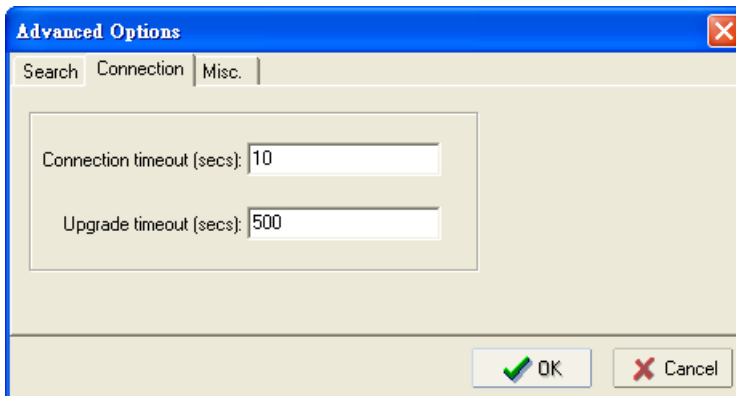 Advanced Options
Search Connection Misc.
Connection timeout (secs): 10
Upgrade timeout (secs): 500
OK Cancel